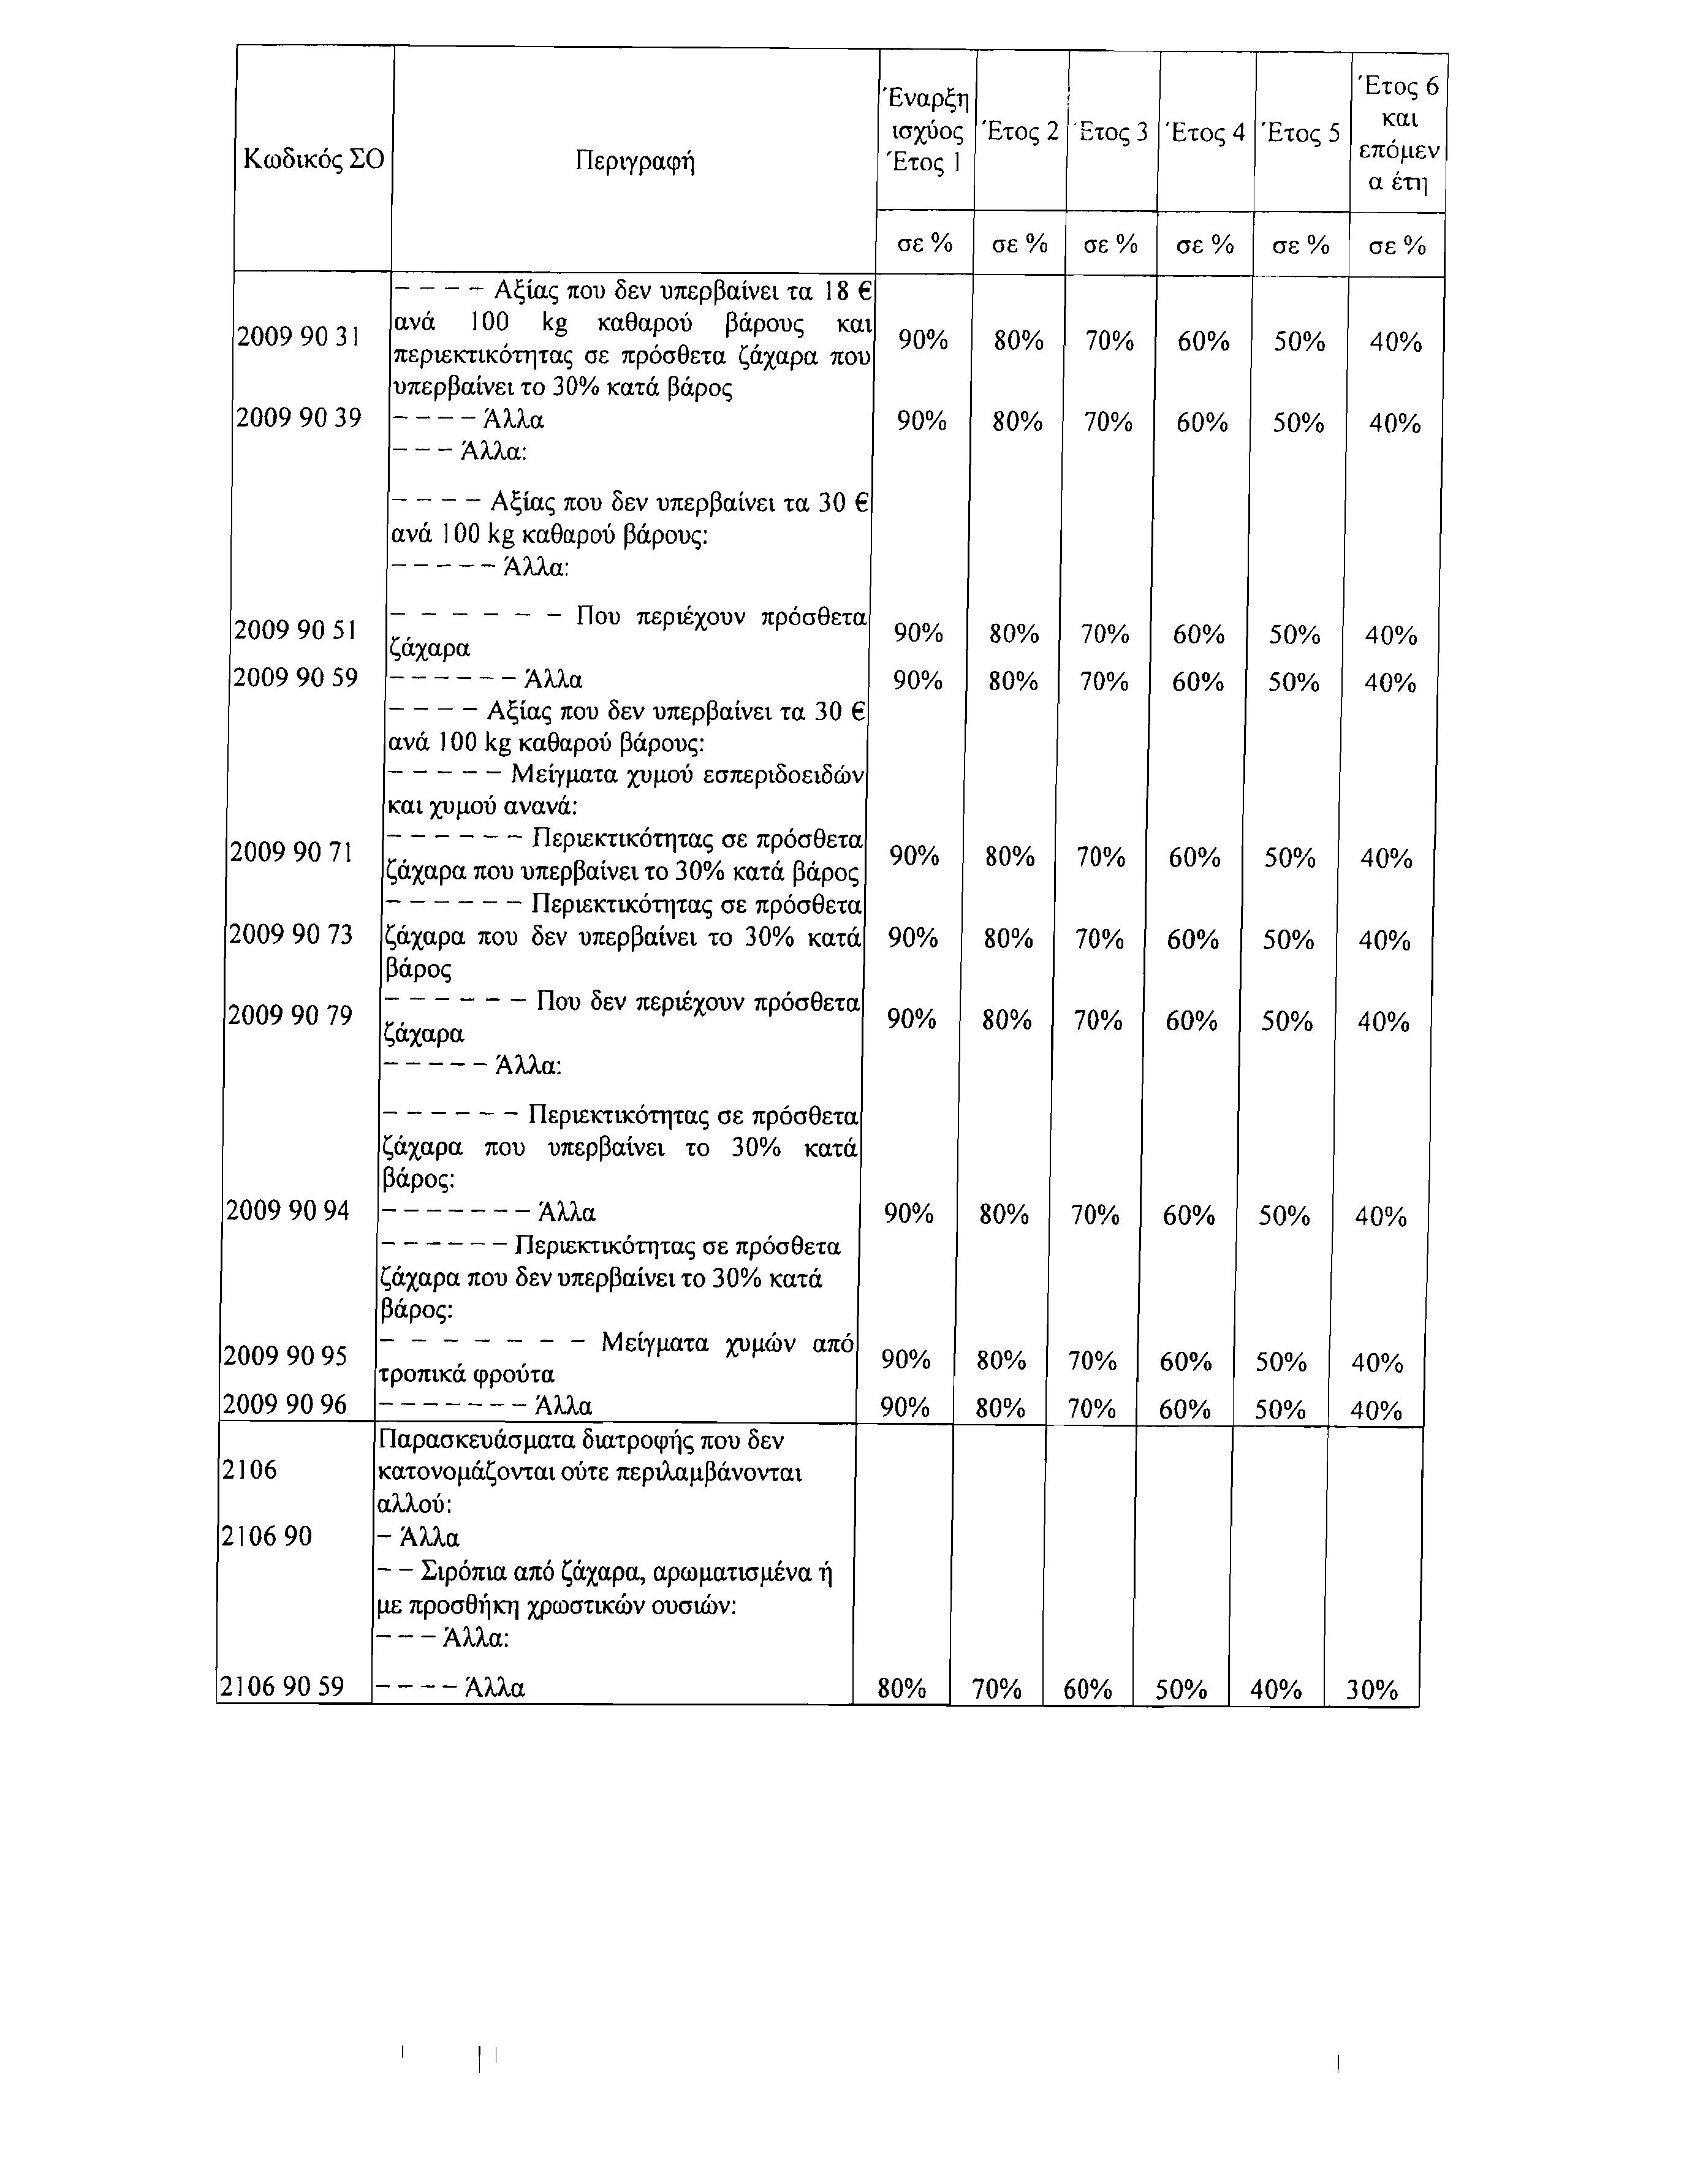 Κωδικός ΣΟ
Περιγραφή
Έναρξη
ισχύος
Έτος 1
Έτος 2
Έτος 3
Έτος 4
Έτος 5
Έτος 6
και
επόμεν
α έτη
σε % σε % σε % σε % σε % σε %
– – – – Αξίας που δεν υπερβαίνει τα 18 €
ανά 100 kg καθαρού βάρους και
2009 90 31 90% 80% 70% 60% 50% 40%
περιεκτικότητας σε πρόσθετα ζάχαρα που
υπερβαίνει το 30% κατά βάρος
2009 90 39 – – – – Άλλα 90% 80% 70% 60% 50% 40%
– – – Άλλα:
– – – – Αξίας που δεν υπερβαίνει τα 30 €
ανά 100 kg καθαρού βάρους:
– – – – – Άλλα:
– – – – – – Που περιέχουν πρόσθετα
2009 90 51 90% 80% 70% 60% 50% 40%
ζάχαρα
2009 90 59 – – – – – – Άλλα 90% 80% 70% 60% 50% 40%
– – – – Αξίας που δεν υπερβαίνει τα 30 €
ανά 100 kg καθαρού βάρους:
– – – – – Μείγματα χυμού εσπεριδοειδών
και χυμού ανανά:
– – – – – – Περιεκτικότητας σε πρόσθετα
2009 90 71 90% 80% 70% 60% 50% 40%
ζάχαρα που υπερβαίνει το 30% κατά βάρος
– – – – – – Περιεκτικότητας σε πρόσθετα
2009 90 73 ζάχαρα που δεν υπερβαίνει το 30% κατά 90% 80% 70% 60% 50% 40%
βάρος
– – – – – – Που δεν περιέχουν πρόσθετα
2009 90 79 90% 80% 70% 60% 50% 40%
ζάχαρα
– – – – – Άλλα:
– – – – – – Περιεκτικότητας σε πρόσθετα
ζάχαρα που υπερβαίνει το 30% κατά
βάρος:
2009 90 94 – – – – – – – Άλλα 90% 80% 70% 60% 50% 40%
– – – – – – Περιεκτικότητας σε πρόσθετα
ζάχαρα που δεν υπερβαίνει το 30% κατά
βάρος:
– – – – – – – Μείγματα χυμών από
2009 90 95 90% 80% 70% 60% 50% 40%
τροπικά φρούτα
2009 90 96 – – – – – – – Άλλα 90% 80% 70% 60% 50% 40%
Παρασκευάσματα διατροφής που δεν
2106 κατονομάζονται ούτε περιλαμβάνονται
αλλού:
2106 90 – Άλλα
– – Σιρόπια από ζάχαρα, αρωματισμένα ή
με προσθήκη χρωστικών ουσιών:
– – – Άλλα:
2106 90 59 – – – – Άλλα 80% 70% 60% 50% 40% 30%